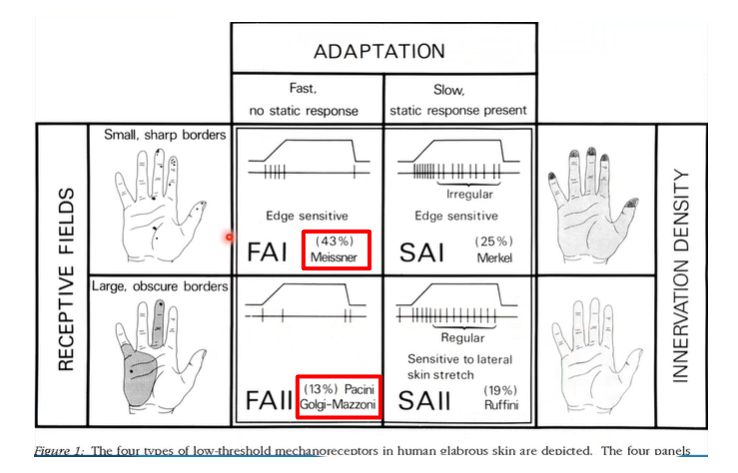 ADAPTATION
Fast,
no static response
Slow,
static response present
RECEPTIVE FIELDS
Small, sharp borders
Irregular
Edge sensitive
FAI
(43%)
Meissner
Edge sensitive
SAI
(25%)
Merkel
INNERVATION DENSITY
Large, obscure borders
FAII
(13%) Pacini
Golgi-Mazzoni
Regular
Sensitive to lateral
skin stretch
SAII
(19%)
Ruffini
Figure 1: The four types of low-threshold mechanoreceptors in human glabrous skin are depicted. The four panels